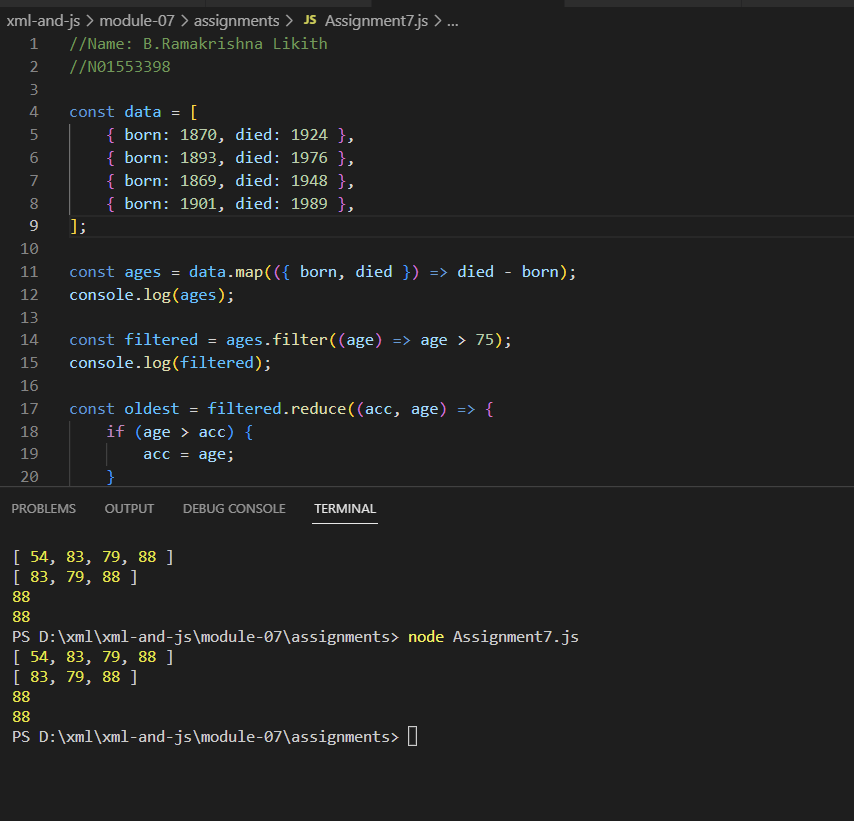 xml-and-js > module-07 > assignments > JS Assignment7.js > ...
1 //Name: B.Ramakrishna Likith
2 //N01553398
3
4 const data = [
5 { born: 1870, died: 1924 },
6 { born: 1893, died: 1976 },
7 { born: 1869, died: 1948 },
8 { born: 1901, died: 1989 },
9 ];
10
11 const ages = data.map(({ born, died }) => died - born);
12 console.log(ages);
13
14 const filtered = ages.filter((age) => age > 75);
15 console.log(filtered);
16
17 const oldest = filtered.reduce((acc, age) => {
18 if (age > acc) {
19 acc = age;
20 }
PROBLEMS OUTPUT DEBUG CONSOLE TERMINAL
[ 54, 83, 79, 88 ]
[ 83, 79, 88 ]
88
88
PS D:\xml\xml-and-js\module-07\assignments> node Assignment7.js
[ 54, 83, 79, 88 ]
[ 83, 79, 88 ]
88
88
PS D:\xml\xml-and-js\module-07\assignments>